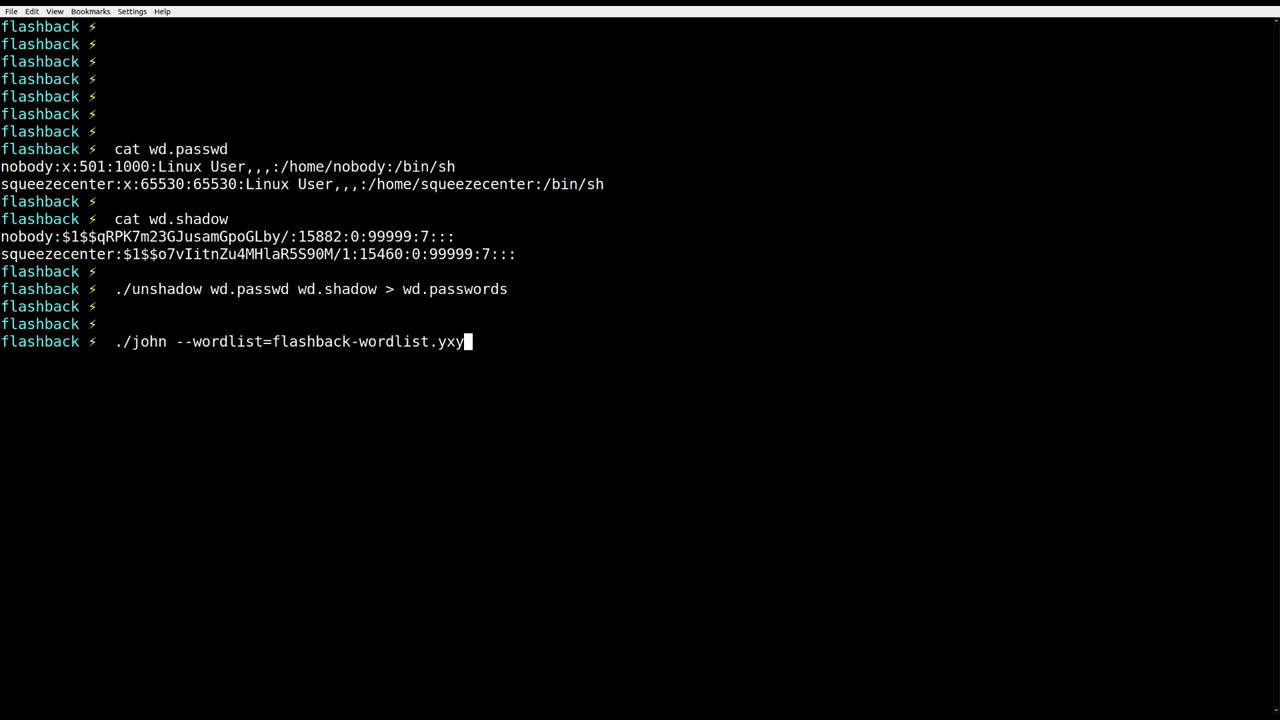 File Edit View Bookmarks Settings Help
flashback ⚡
flashback ⚡
flashback ⚡
flashback ⚡
flashback ⚡
flashback ⚡
flashback ⚡
flashback ⚡ cat wd.passwd
nobody:x:501:1000:Linux User,,,:/home/nobody:/bin/sh
squeezecenter:x:65530:65530:Linux User,,,:/home/squeezecenter:/bin/sh
flashback ⚡
flashback ⚡ cat wd.shadow
nobody:$1$$qRPK7m23GJusamGpoGLby/:15882:0:99999:7:::
squeezecenter:$1$$o7vIitnZu4MHlaR5S90M/1:15460:0:99999:7:::
flashback ⚡
flashback ⚡ ./unshadow wd.passwd wd.shadow > wd.passwords
flashback ⚡
flashback ⚡
flashback ⚡ ./john --wordlist=flashback-wordlist.yxy